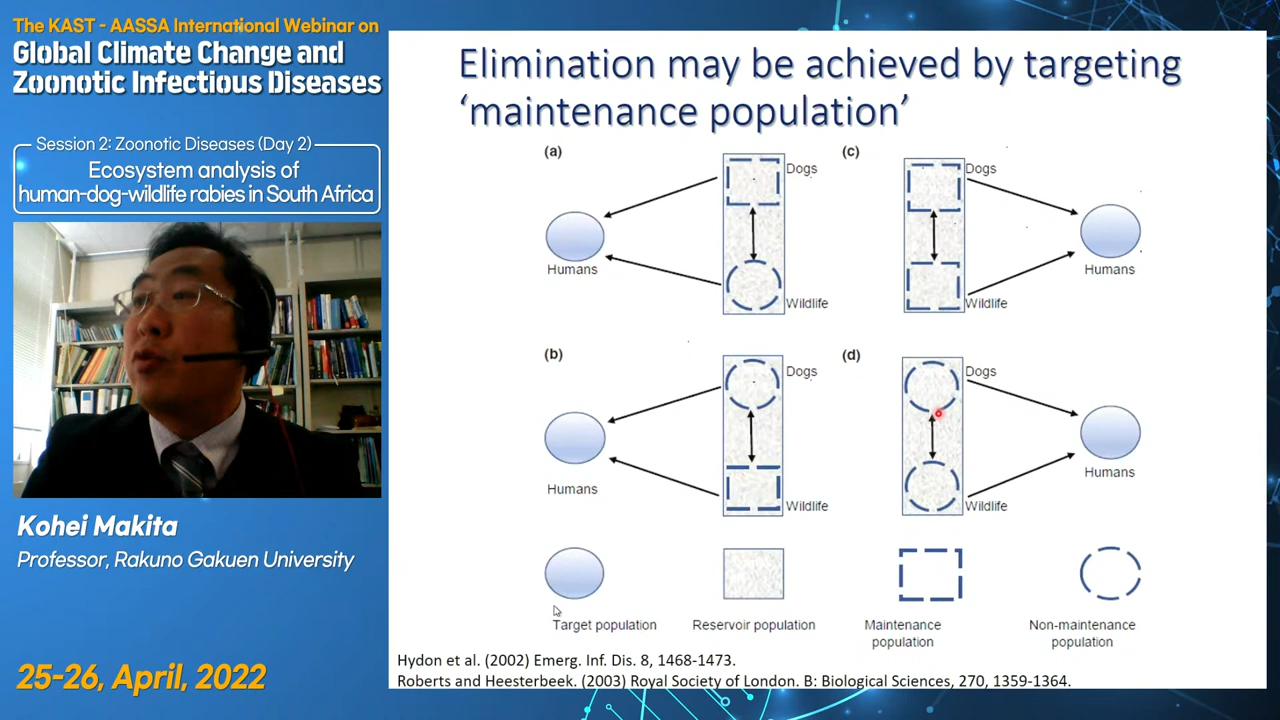 The KAST - AASSA International Webinar on
Global Climate Change and
Zoonotic Infectious Diseases
Session 2: Zoonotic Diseases (Day 2)
Ecosystem analysis of
human-dog-wildlife rabies in South Africa
Kohei Makita
Professor, Rakuno Gakuen University
25-26, April, 2022
Elimination may be achieved by targeting
‘maintenance population’
(a)
Dogs
Humans
Wildlife
(c)
Dogs
Humans
Wildlife
(b)
Dogs
Humans
Wildlife
(d)
Dogs
Humans
Wildlife
Target population
Reservoir population
Maintenance
population
Non-maintenance
population
Hydon et al. (2002) Emerg. Inf. Dis. 8, 1468-1473.
Roberts and Heesterbeek. (2003) Royal Society of London. B: Biological Sciences, 270, 1359-1364.